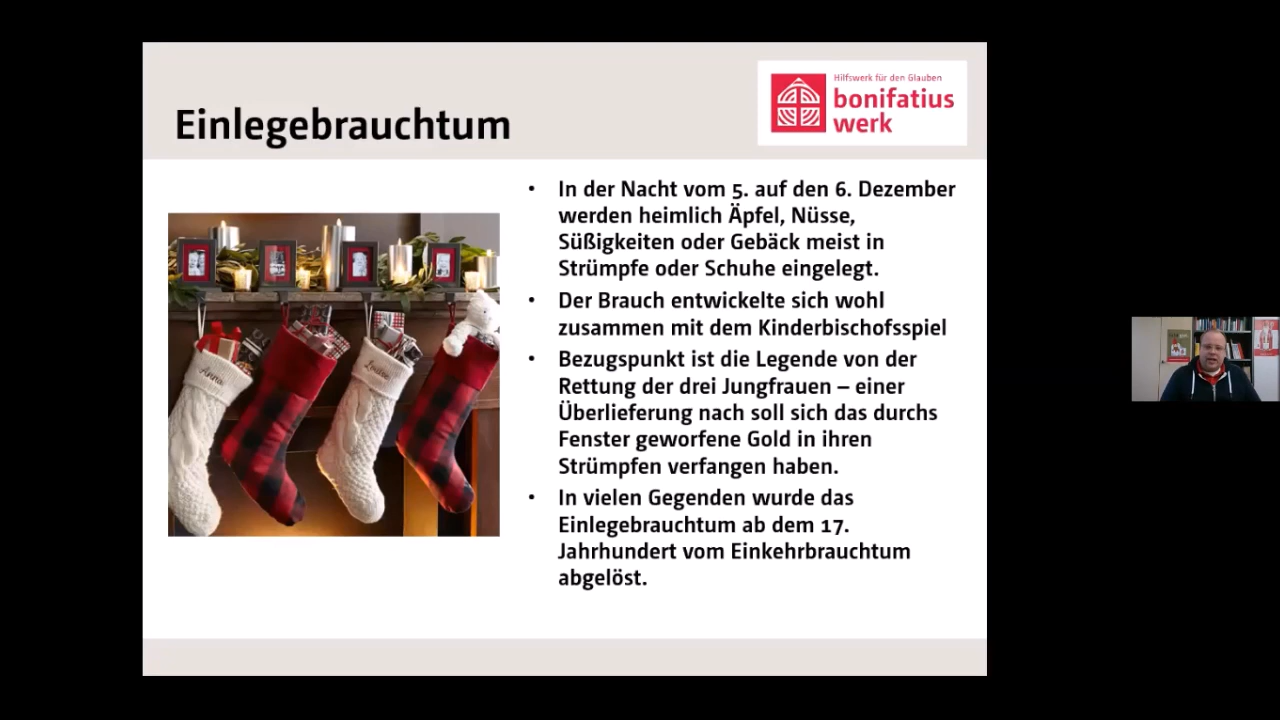 Einlegebrauchtum
Hilfswerk für den Glauben
bonifatius
werk
• In der Nacht vom 5. auf den 6. Dezember
werden heimlich Äpfel, Nüsse,
Süßigkeiten oder Gebäck meist in
Strümpfe oder Schuhe eingelegt.
• Der Brauch entwickelte sich wohl
zusammen mit dem Kinderbischofsspiel
• Bezugspunkt ist die Legende von der
Rettung der drei Jungfrauen – einer
Überlieferung nach soll sich das durchs
Fenster geworfene Gold in ihren
Strümpfen verfangen haben.
• In vielen Gegenden wurde das
Einlegebrauchtum ab dem 17.
Jahrhundert vom Einkehrbrauchtum
abgelöst.
Anna